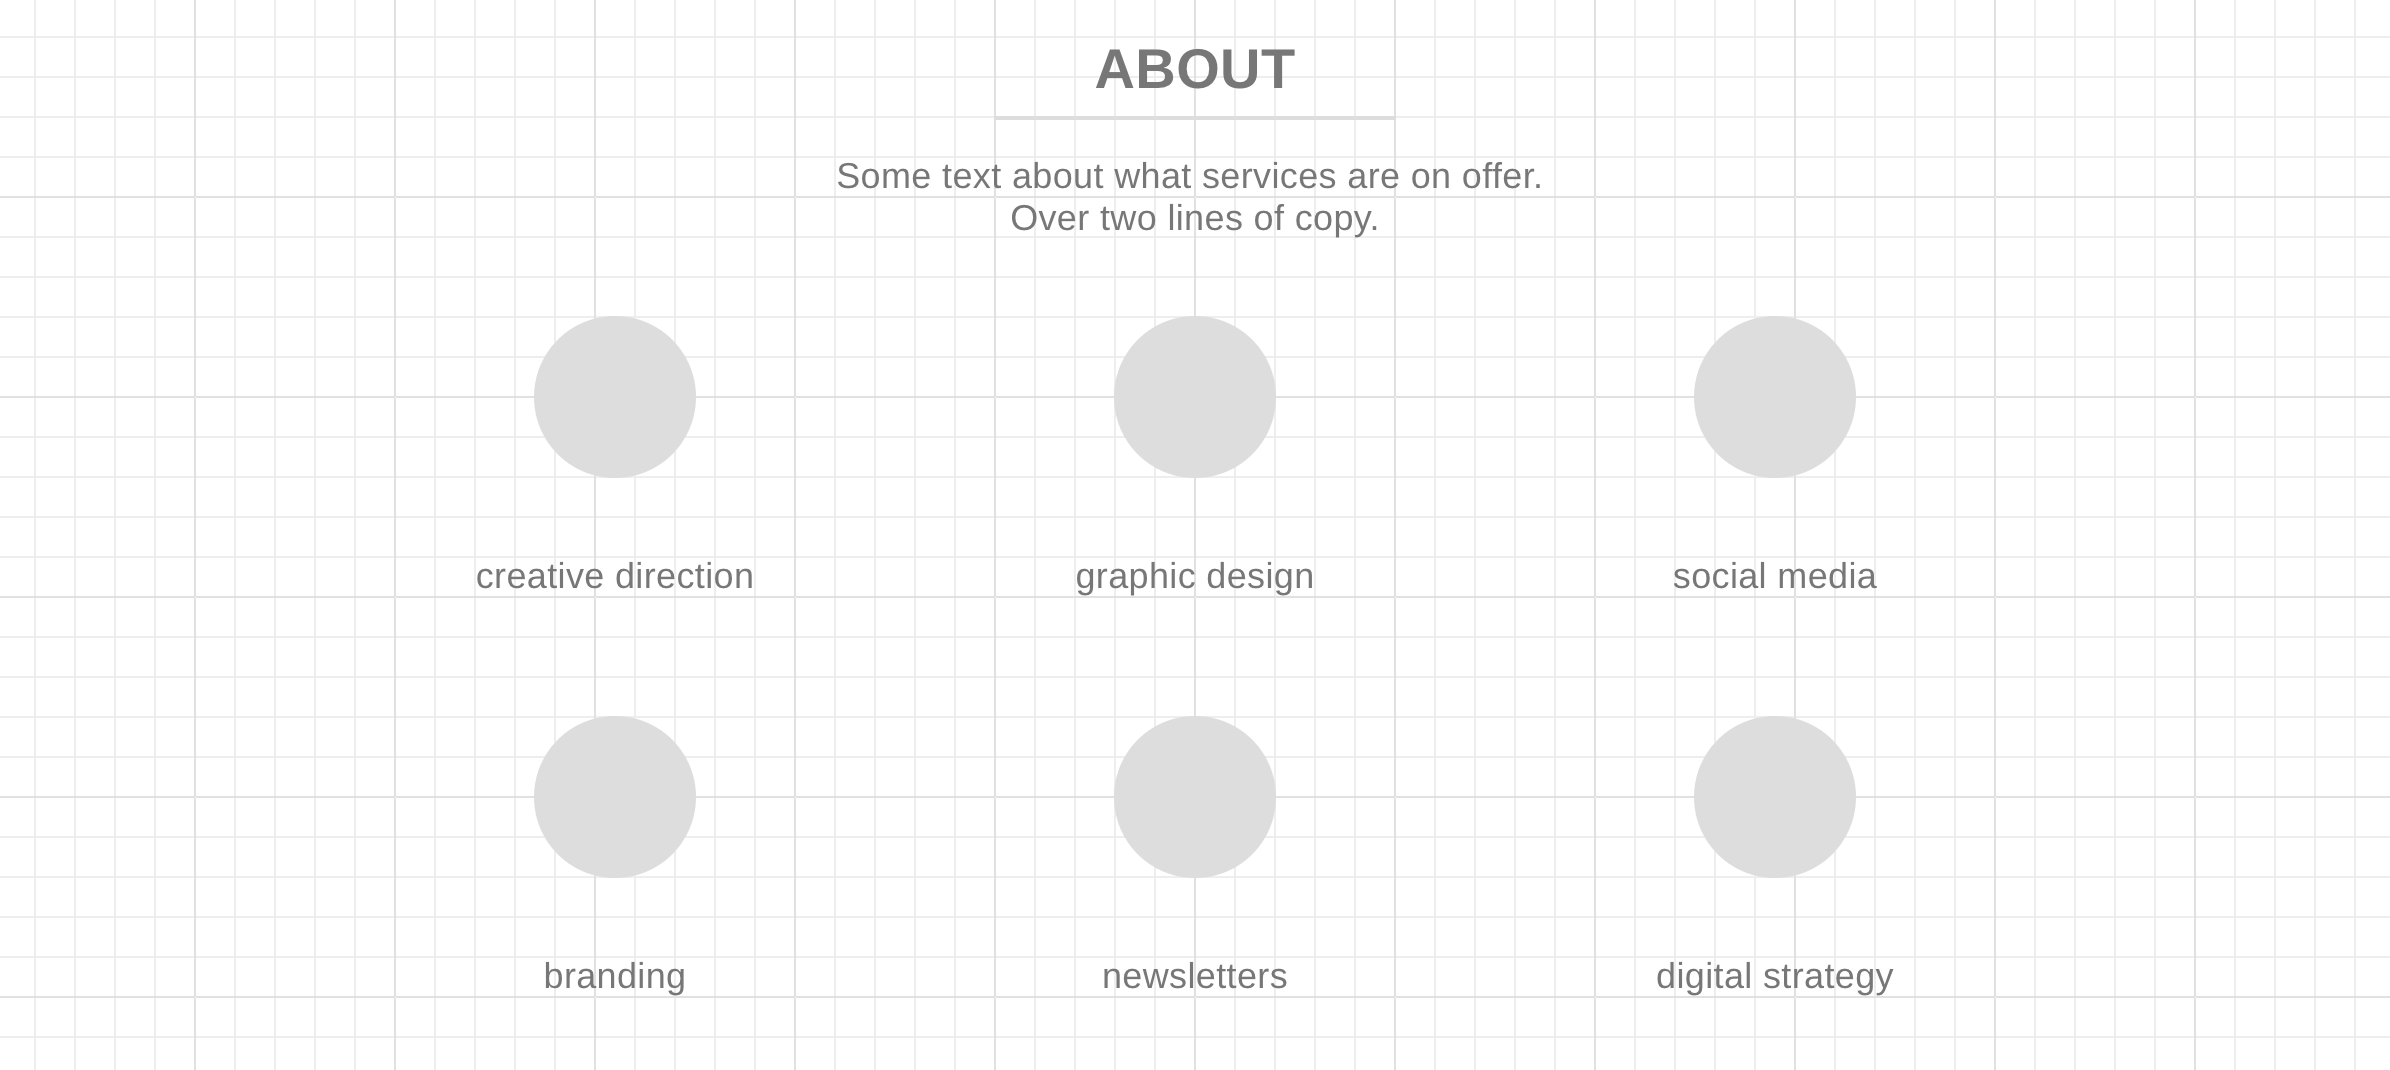 ABOUT
Some text about what services are on offer.
Over two lines of copy.
creative direction
graphic design
social media
branding
newsletters
digital strategy